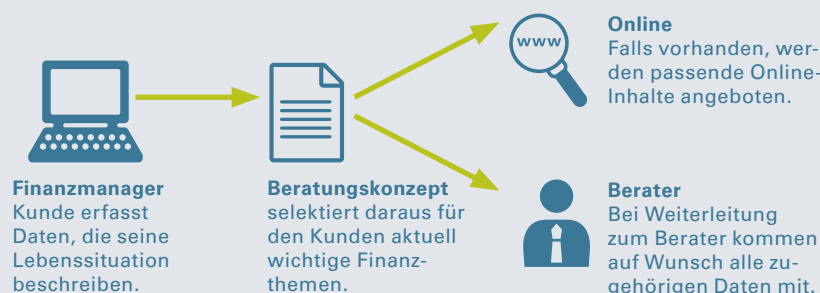 Finanzmanager
Kunde erfasst
Daten, die seine
Lebenssituation
beschreiben.
Beratungskonzept
selektiert daraus für
den Kunden aktuell
wichtige Finanz-
themen.
www
Online
Falls vorhanden, wer-
den passende Online-
Inhalte angeboten.
Berater
Bei Weiterleitung
zum Berater kommen
auf Wunsch alle zu-
gehörigen Daten mit.